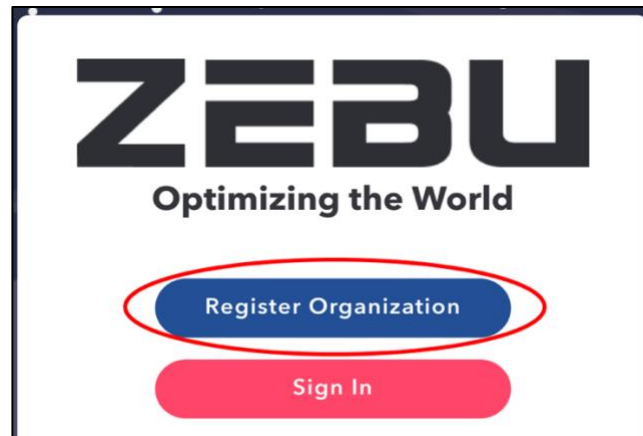 ZEBU
Optimizing the World
Register Organization
Sign In